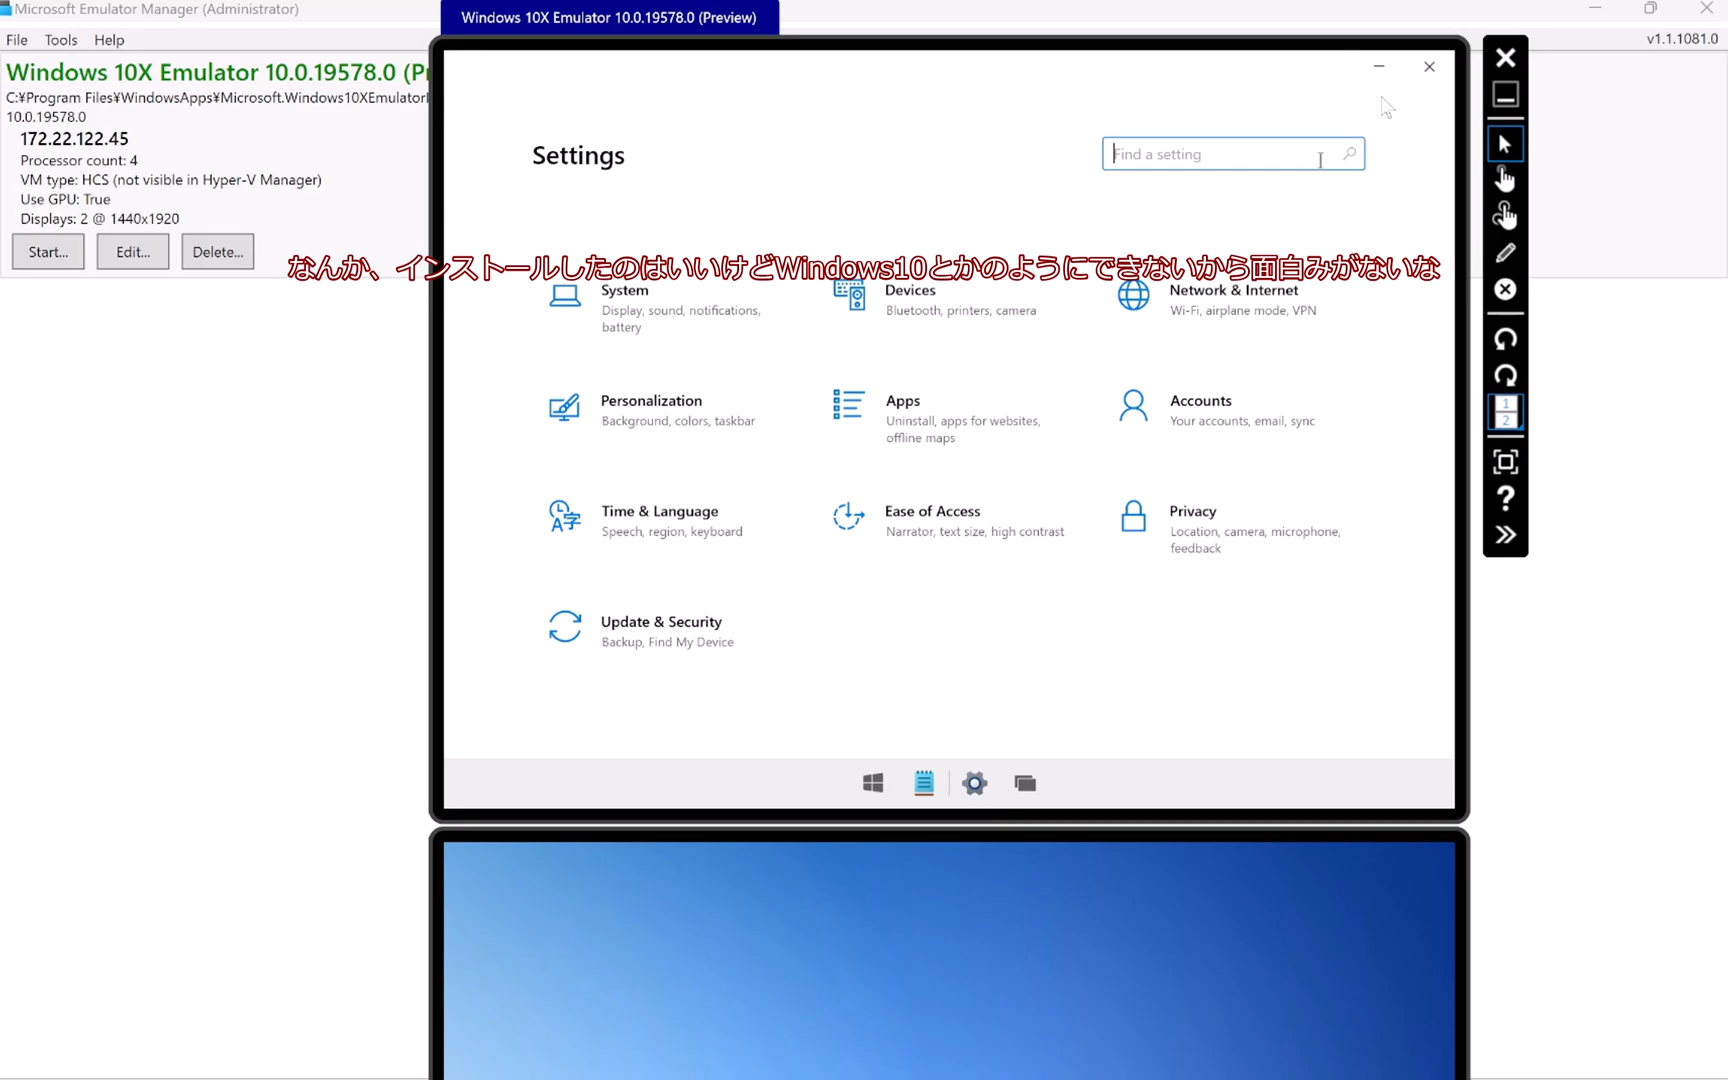 Microsoft Emulator Manager (Administrator)
Windows 10X Emulator 10.0.19578.0 (Preview)
File Tools Help
v1.1.1081.0
Windows 10X Emulator 10.0.19578.0
C:¥Program Files¥WindowsApps¥Microsoft.Windows10XEmulator
10.0.19578.0
172.22.122.45
Processor count: 4
VM type: HCS (not visible in Hyper-V Manager)
Use GPU: True
Displays: 2 @ 1440x1920
Start... Edit... Delete...
Settings
Find a setting
なんか、インストールしたのはいいけどWindows10とかのようにできないから面白みがないな
System
Display, sound, notifications,
battery
Devices
Bluetooth, printers, camera
Network & Internet
Wi-Fi, airplane mode, VPN
Personalization
Background, colors, taskbar
Apps
Uninstall, apps for websites,
offline maps
Accounts
Your accounts, email, sync
Time & Language
Speech, region, keyboard
Ease of Access
Narrator, text size, high contrast
Privacy
Location, camera, microphone,
feedback
Update & Security
Backup, Find My Device
1
2